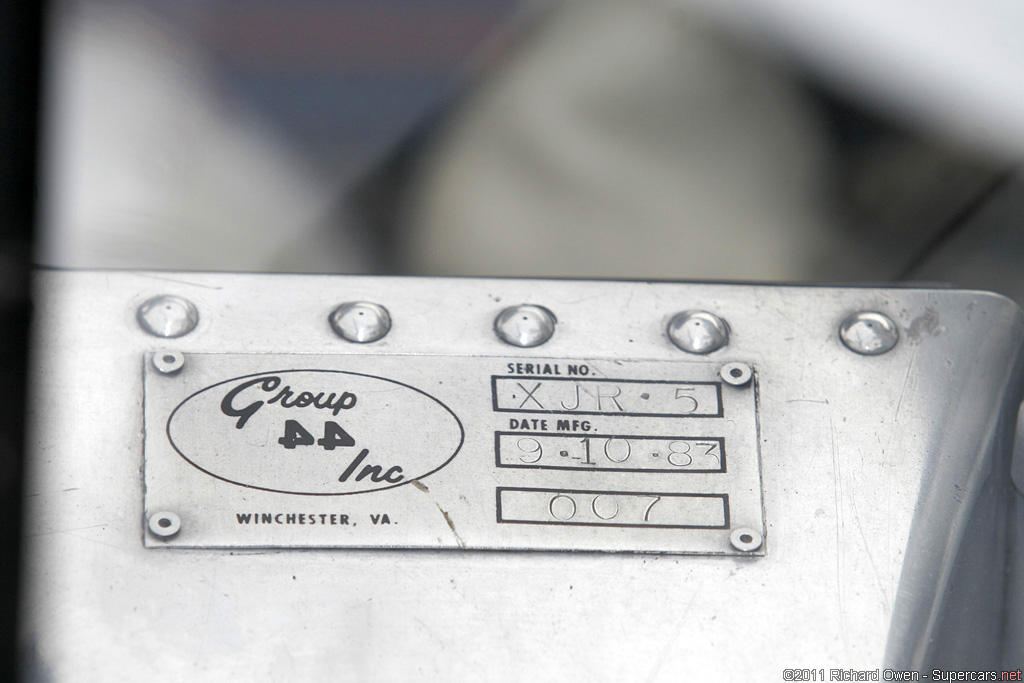 Group
44
Inc
WINCHESTER, VA.
SERIAL NO.
·XJR·5
DATE MFG.
9·10·83
007
©2011 Richard Owen - Supercars.net